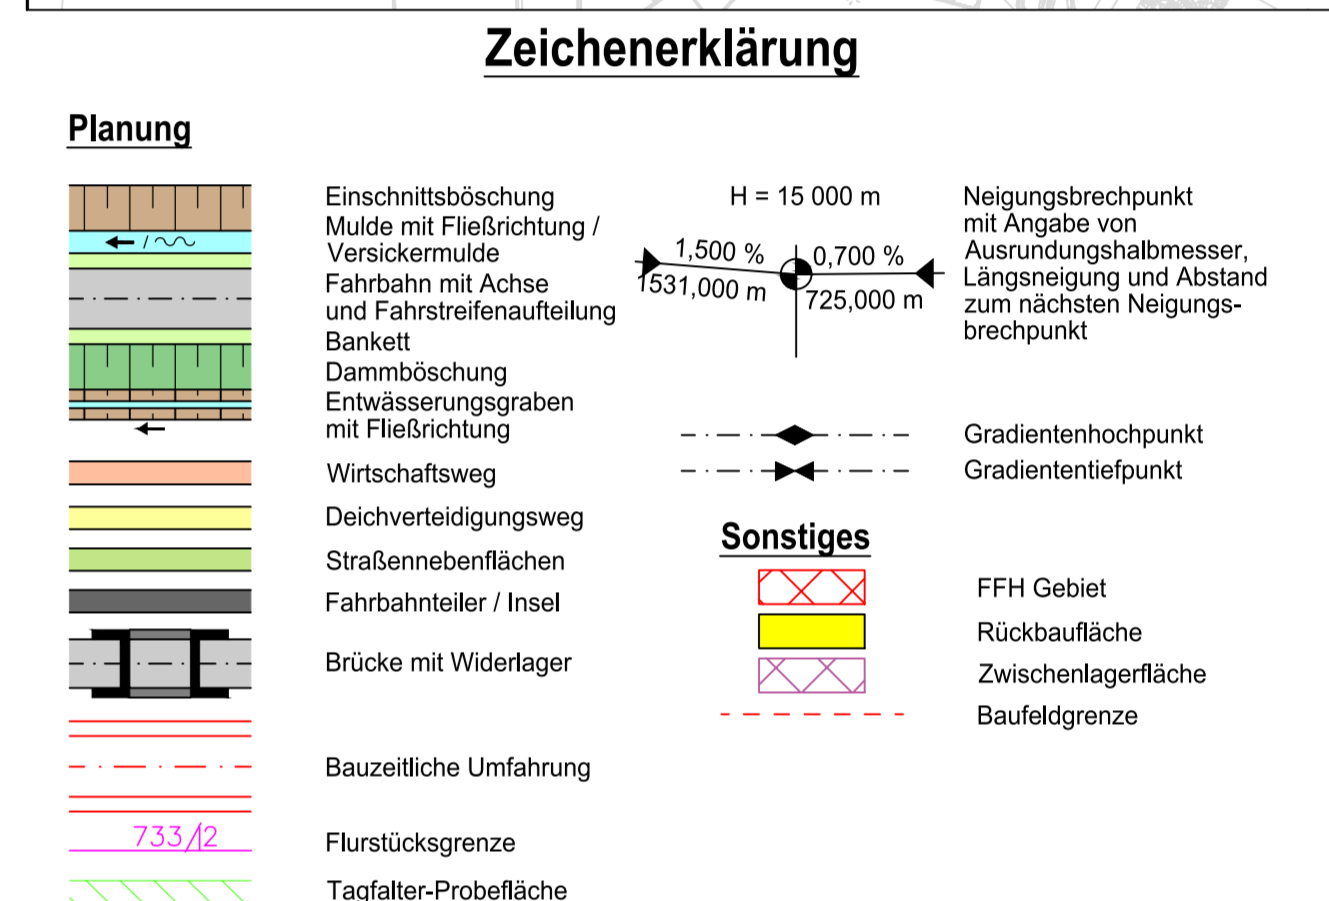 Zeichenerklärung
Planung
Einschnittsböschung
Mulde mit Fließrichtung /
Versickermulde
Fahrbahn mit Achse
und Fahrstreifenaufteilung
Bankett
Dammböschung
Entwässerungsgraben
mit Fließrichtung
Wirtschaftsweg
Deichverteidigungsweg
Straßennebenflächen
Fahrbahnteiler / Insel
Brücke mit Widerlager
Bauzeitliche Umfahrung
733/2
Flurstücksgrenze
Tagfalter-Probefläche
H = 15 000 m
1,500 %
0,700 %
1531,000 m
725,000 m
Neigungsbrechpunkt
mit Angabe von
Ausrundungshalbmesser,
Längsneigung und Abstand
zum nächsten Neigungs-
brechpunkt
Gradientenhochpunkt
Gradiententiefpunkt
Sonstiges
FFH Gebiet
Rückbaufläche
Zwischenlagerfläche
Baufeldgrenze